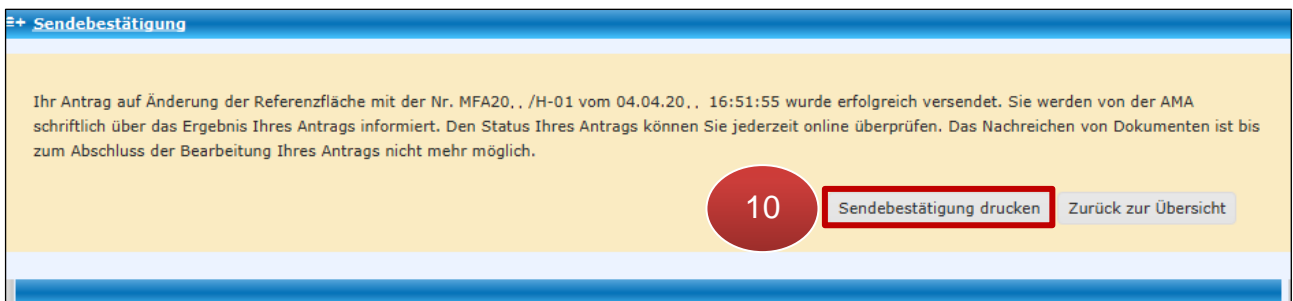 Sendebestätigung
Ihr Antrag auf Änderung der Referenzfläche mit der Nr. MFA20.. /H-01 vom 04.04.20.. 16:51:55 wurde erfolgreich versendet. Sie werden von der AMA
schriftlich über das Ergebnis Ihres Antrags informiert. Den Status Ihres Antrags können Sie jederzeit online überprüfen. Das Nachreichen von Dokumenten ist bis
zum Abschluss der Bearbeitung Ihres Antrags nicht mehr möglich.
10 Sendebestätigung drucken Zurück zur Übersicht